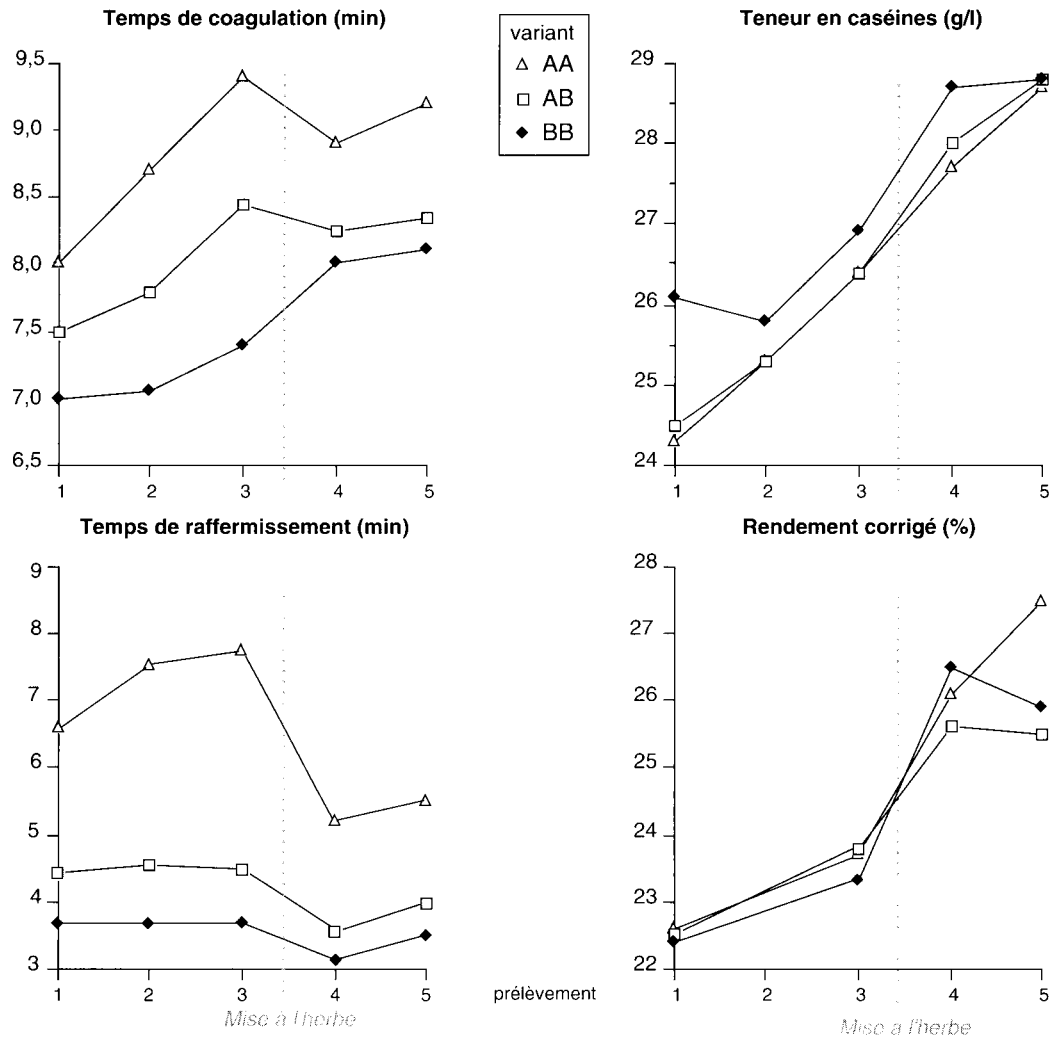 Temps de coagulation (min)
9,5
9,0
8,5
8,0
7,5
7,0
6,5
1 2 3 4 5
variant
AA
AB
BB
Teneur en caséines (g/l)
29
28
27
26
25
24
1 2 3 4 5
Temps de raffermissement (min)
9
8
7
6
5
4
3
1 2 3 4 5
Mise à l'herbe
prélèvement
Rendement corrigé (%)
28
27
26
25
24
23
22
1 2 3 4 5
Mise à l'herbe